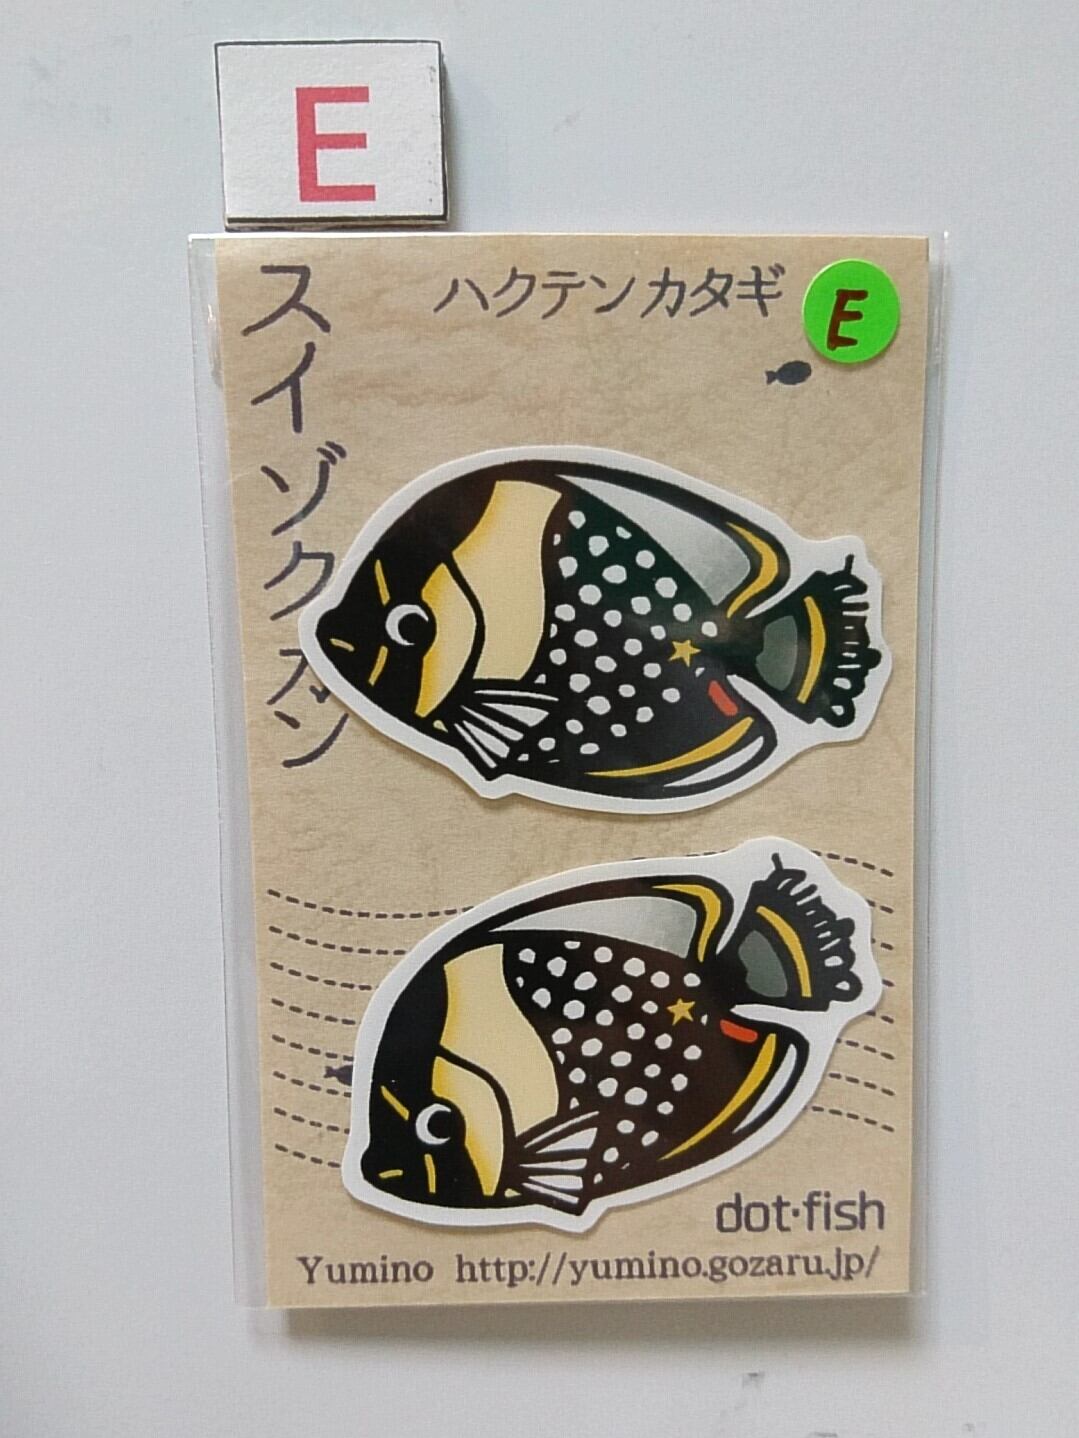 E
スイゾクカン
ハクテンカタギ
E
dot·fish
Yumino http://yumino.gozaru.jp/